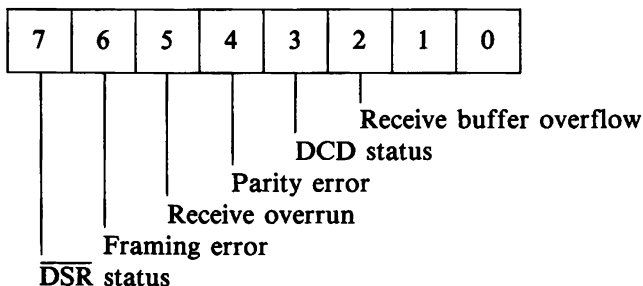 7 6 5 4 3 2 1 0
Receive buffer overflow
DCD status
Parity error
Receive overrun
Framing error
D̅S̅R̅ status